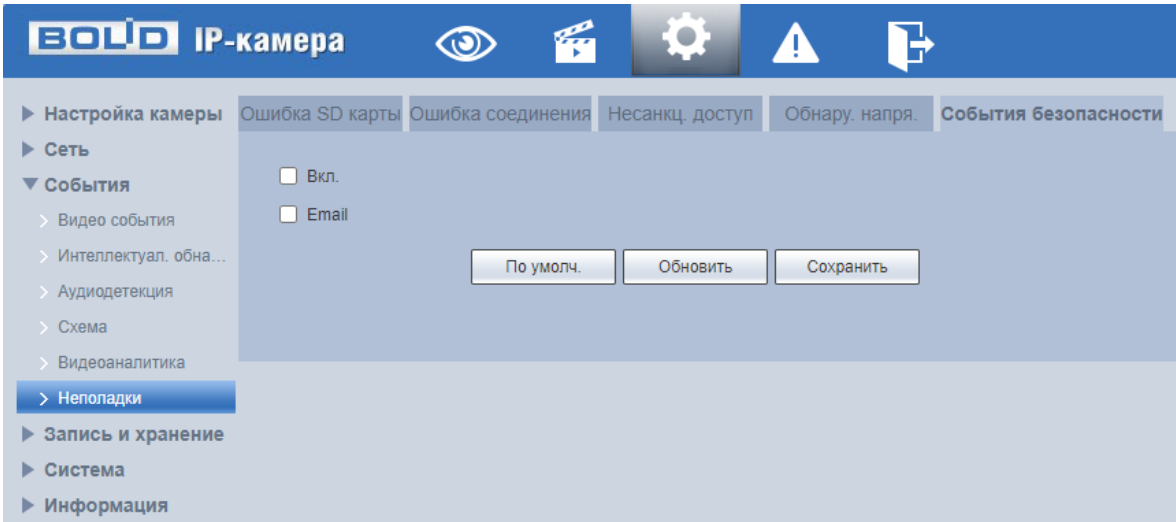 BOLID IP-камера
Настройка камеры
Сеть
События
Видео события
Интеллектуал. обна...
Аудиодетекция
Схема
Видеоаналитика
Неполадки
Запись и хранение
Система
Информация
Ошибка SD карты Ошибка соединения Несанкц. доступ Обнару. напря. События безопасности
Вкл.
Email
По умолч. Обновить Сохранить